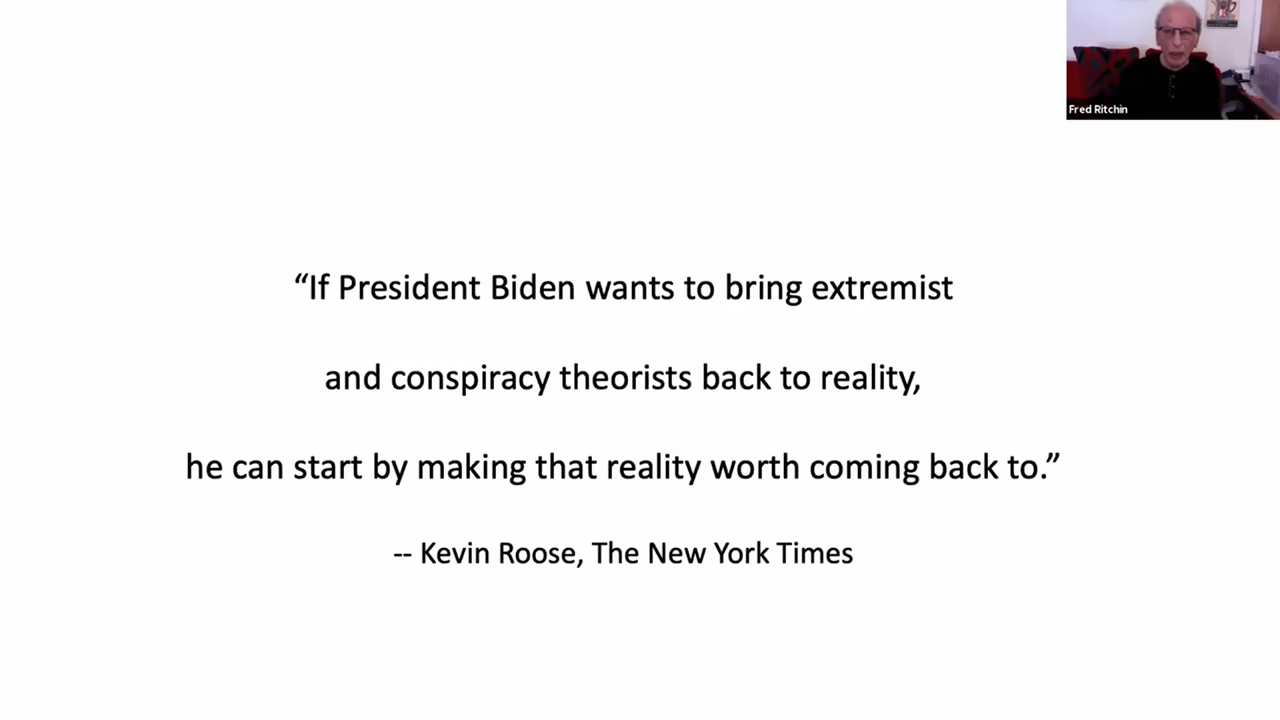 Fred Ritchin
“If President Biden wants to bring extremist
and conspiracy theorists back to reality,
he can start by making that reality worth coming back to.”
-- Kevin Roose, The New York Times